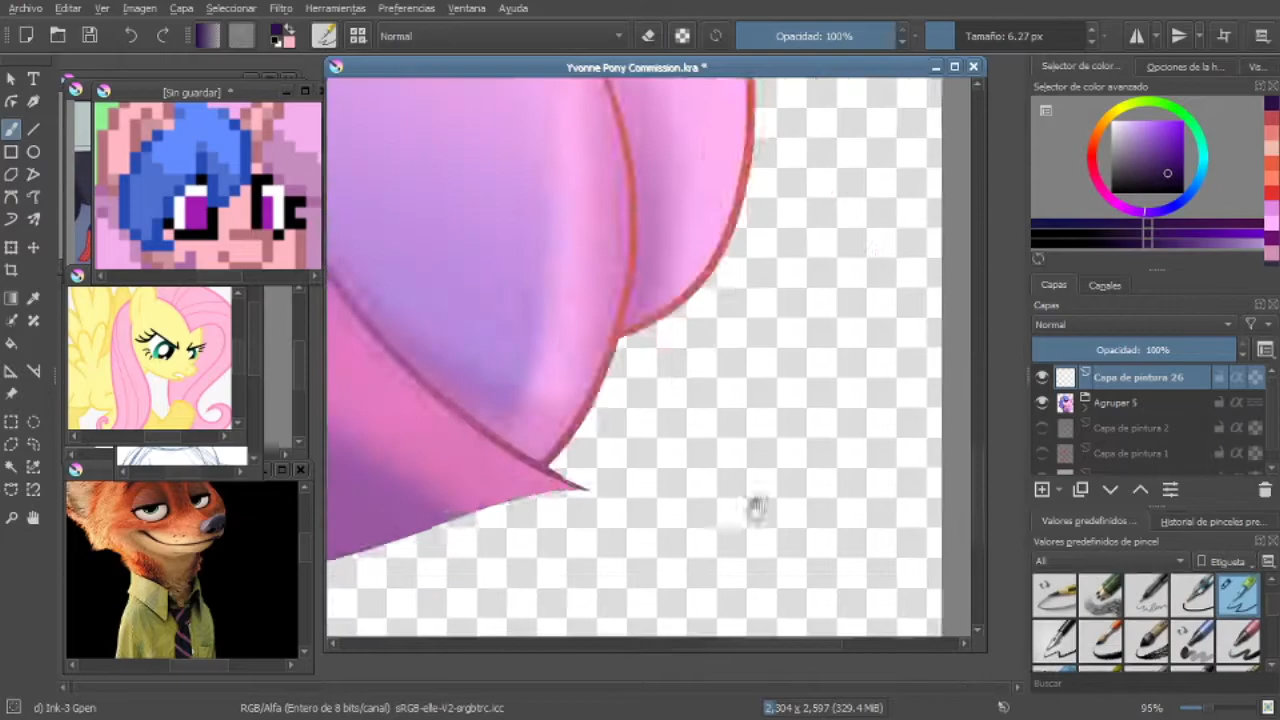 Archivo Editar Ver Imagen Capa Seleccionar Filtro Herramientas Preferencias Ventana Ayuda
Normal
Opacidad: 100%
Tamaño: 6.27 px
[Sin guardar] *
Yvonne Pony Commission.kra *
Selector de color...
Opciones de la h...
Va...
Selector de color avanzado
Capas
Canales
Capas
Normal
Opacidad: 100%
Capa de pintura 26
Agrupar 5
Capa de pintura 2
Capa de pintura 1
Valores predefinidos ...
Historial de pinceles pre...
Valores predefinidos de pincel
All
Etiqueta
Buscar
d) Ink-3 Gpen
RGB/Alfa (Entero de 8 bits/canal) sRGB-elle-V2-srgbtrc.icc
2,304 x 2,597 (329.4 MiB)
95%